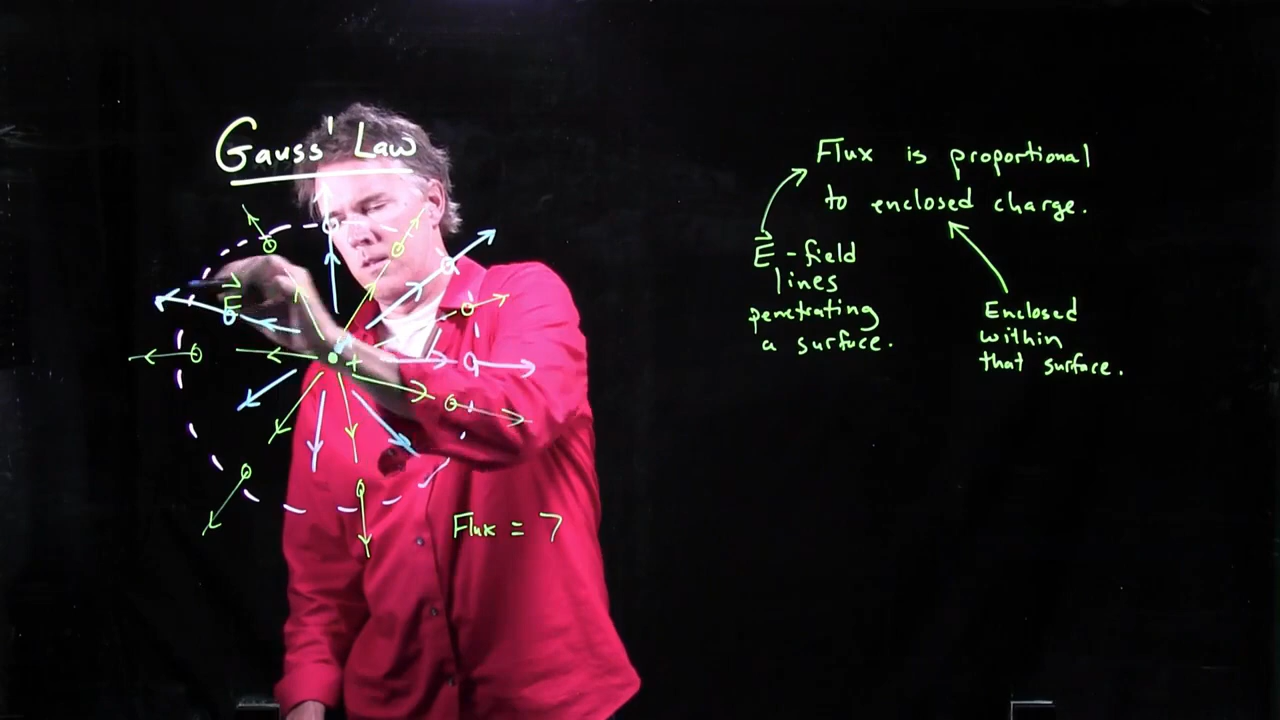 Gauss' Law
Flux is proportional
to enclosed charge.
E - field
lines
penetrating
a surface.
Enclosed
within
that surface.
E
+
Flux = 7